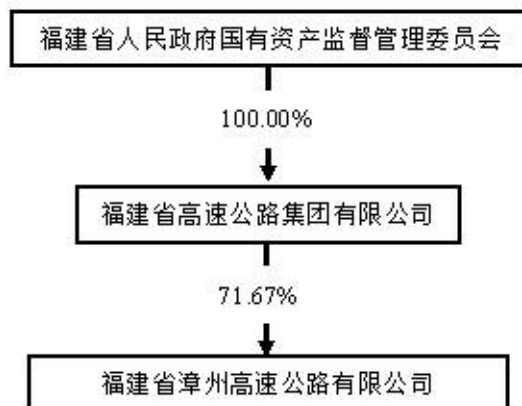 福建省人民政府国有资产监督管理委员会
100.00%
福建省高速公路集团有限公司
71.67%
福建省漳州高速公路有限公司